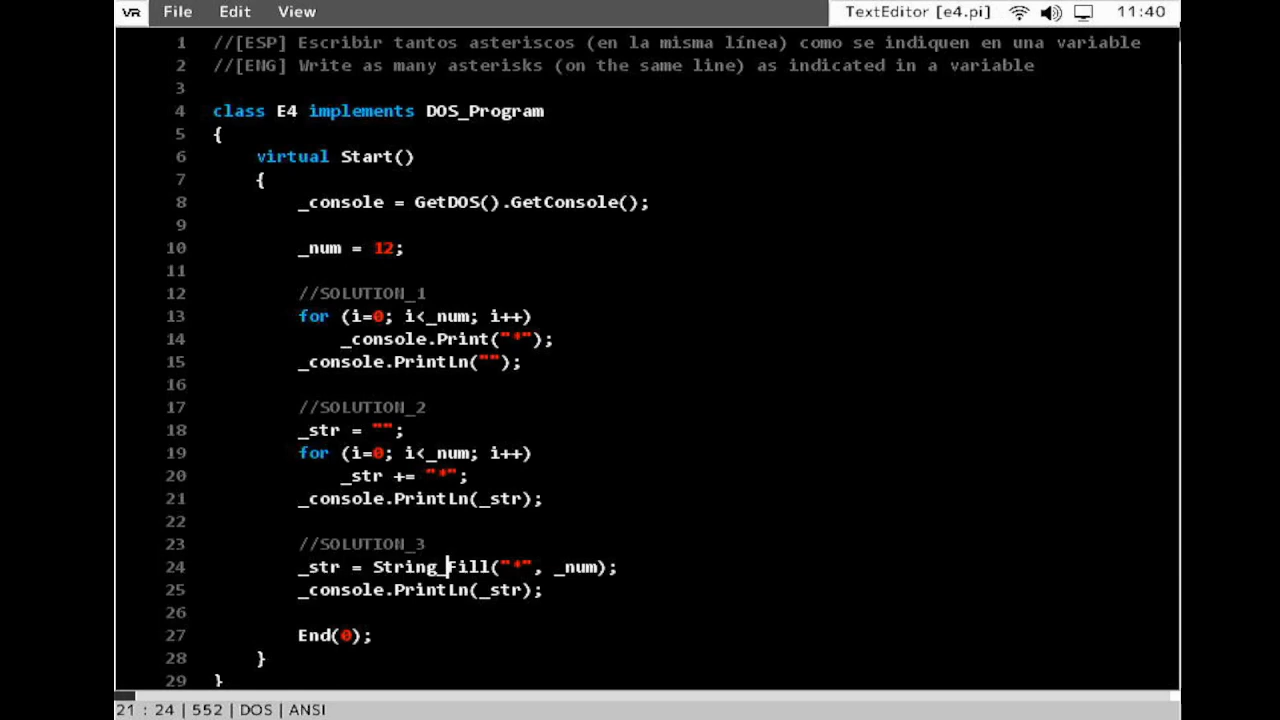 VR File Edit View TextEditor [e4.pi] 11:40
1 //[ESP] Escribir tantos asteriscos (en la misma línea) como se indiquen en una variable
2 //[ENG] Write as many asterisks (on the same line) as indicated in a variable
3
4 class E4 implements DOS_Program
5 {
6 virtual Start()
7 {
8 _console = GetDOS().GetConsole();
9
10 _num = 12;
11
12 //SOLUTION_1
13 for (i=0; i<_num; i++)
14 _console.Print("*");
15 _console.PrintLn("");
16
17 //SOLUTION_2
18 _str = "";
19 for (i=0; i<_num; i++)
20 _str += "*";
21 _console.PrintLn(_str);
22
23 //SOLUTION_3
24 _str = String_Fill("*", _num);
25 _console.PrintLn(_str);
26
27 End(0);
28 }
29 }
21 : 24 | 552 | DOS | ANSI